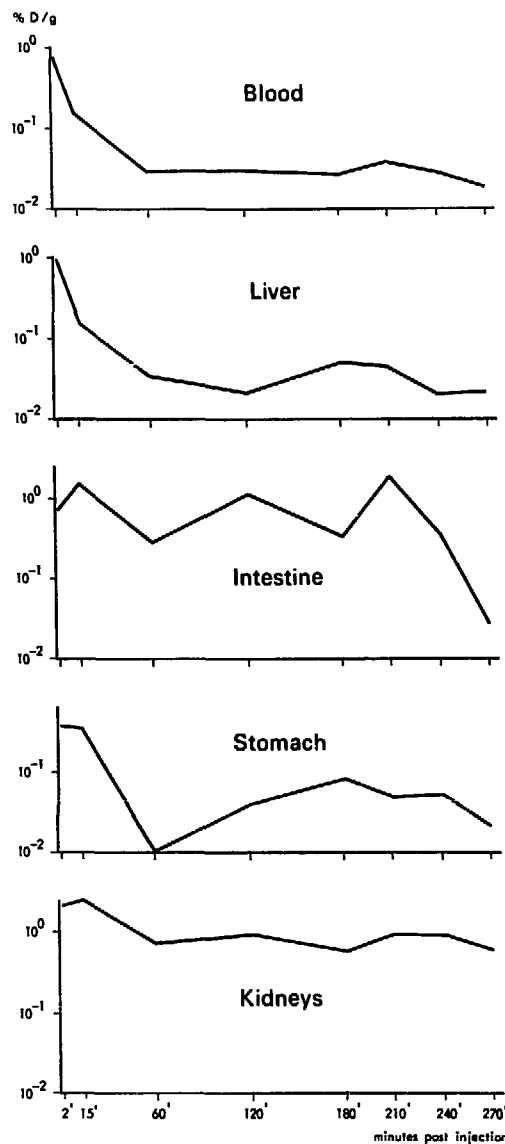 % D/g
10⁰
Blood
10⁻¹
10⁻²
10⁰
Liver
10⁻¹
10⁻²
10⁰
10⁻¹
Intestine
10⁻²
Stomach
10⁻¹
10⁻²
10⁰
Kidneys
10⁻¹
10⁻²
2' 15' 60' 120' 180' 210' 240' 270'
minutes post injection